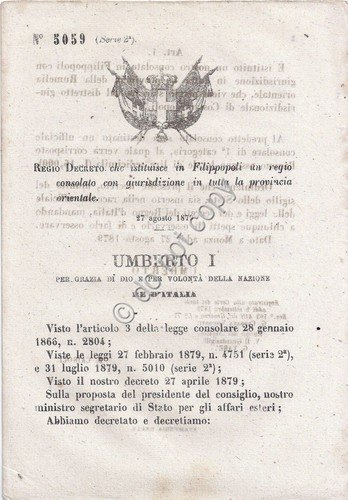 N° 5059 (Serie 2ª)
REGIO DECRETO che istituisce in Filippopoli un regio
consolato con giurisdizione in tutta la provincia
orientale.
27 agosto 1879
UMBERTO I
PER GRAZIA DI DIO E PER VOLONTÀ DELLA NAZIONE
RE D'ITALIA
Visto l'articolo 3 della legge consolare 28 gennaio
1866, n. 2804;
Viste le leggi 27 febbraio 1879, n. 4751 (serie 2ª),
e 31 luglio 1879, n. 5010 (serie 2ª);
Visto il nostro decreto 27 aprile 1879;
Sulla proposta del presidente del consiglio, nostro
ministro segretario di Stato per gli affari esteri;
Abbiamo decretato e decretiamo:
do not copy